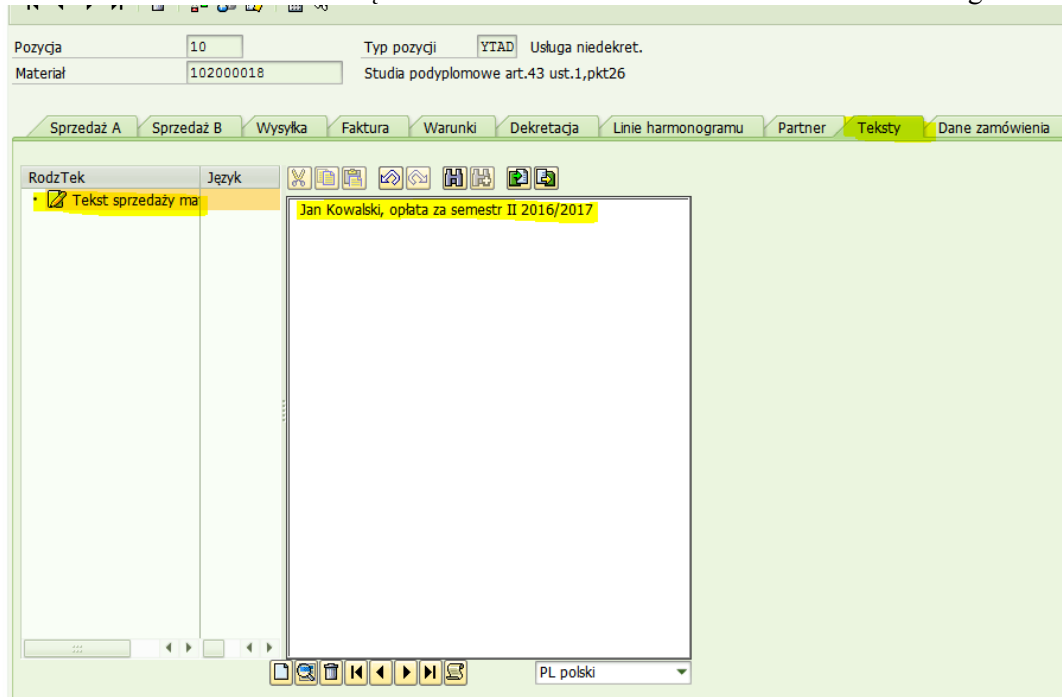 Pozycja 10 Typ pozycji YTAD Usługa niedekret.
Materiał 102000018 Studia podyplomowe art.43 ust.1,pkt26
Sprzedaż A Sprzedaż B Wysyłka Faktura Warunki Dekretacja Linie harmonogramu Partner Teksty Dane zamówienia
RodzTek Język
Tekst sprzedaży mat
Jan Kowalski, opłata za semestr II 2016/2017
PL polski